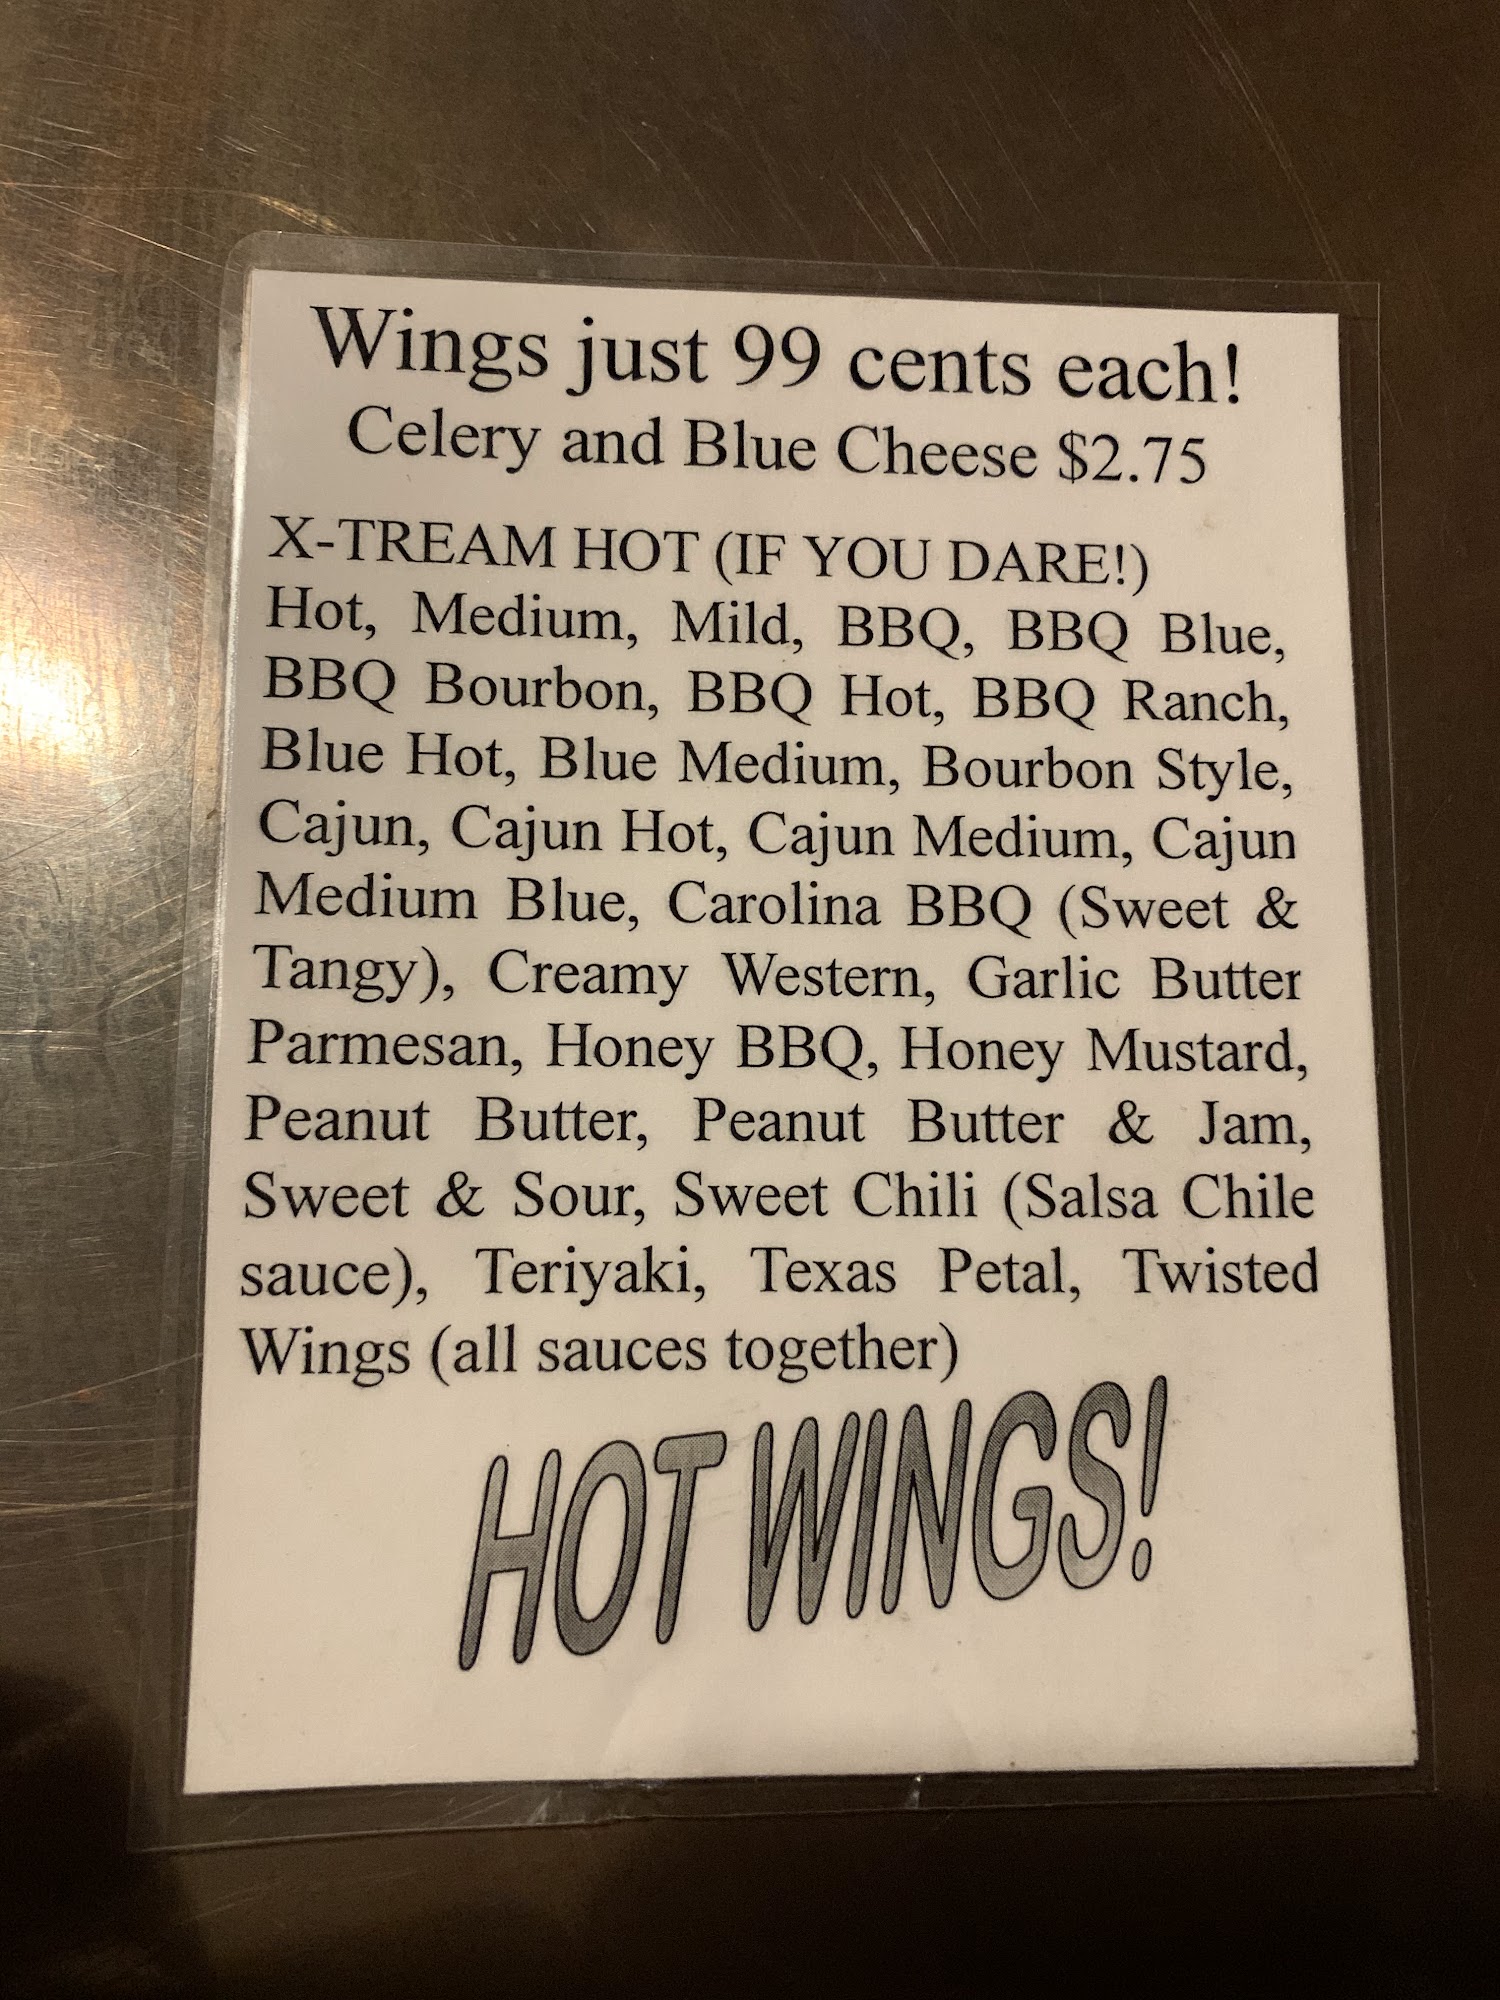 Wings just 99 cents each!
Celery and Blue Cheese $2.75
X-TREAM HOT (IF YOU DARE!)
Hot, Medium, Mild, BBQ, BBQ Blue,
BBQ Bourbon, BBQ Hot, BBQ Ranch,
Blue Hot, Blue Medium, Bourbon Style,
Cajun, Cajun Hot, Cajun Medium, Cajun
Medium Blue, Carolina BBQ (Sweet &
Tangy), Creamy Western, Garlic Butter
Parmesan, Honey BBQ, Honey Mustard,
Peanut Butter, Peanut Butter & Jam,
Sweet & Sour, Sweet Chili (Salsa Chile
sauce), Teriyaki, Texas Petal, Twisted
Wings (all sauces together)
HOT WINGS!